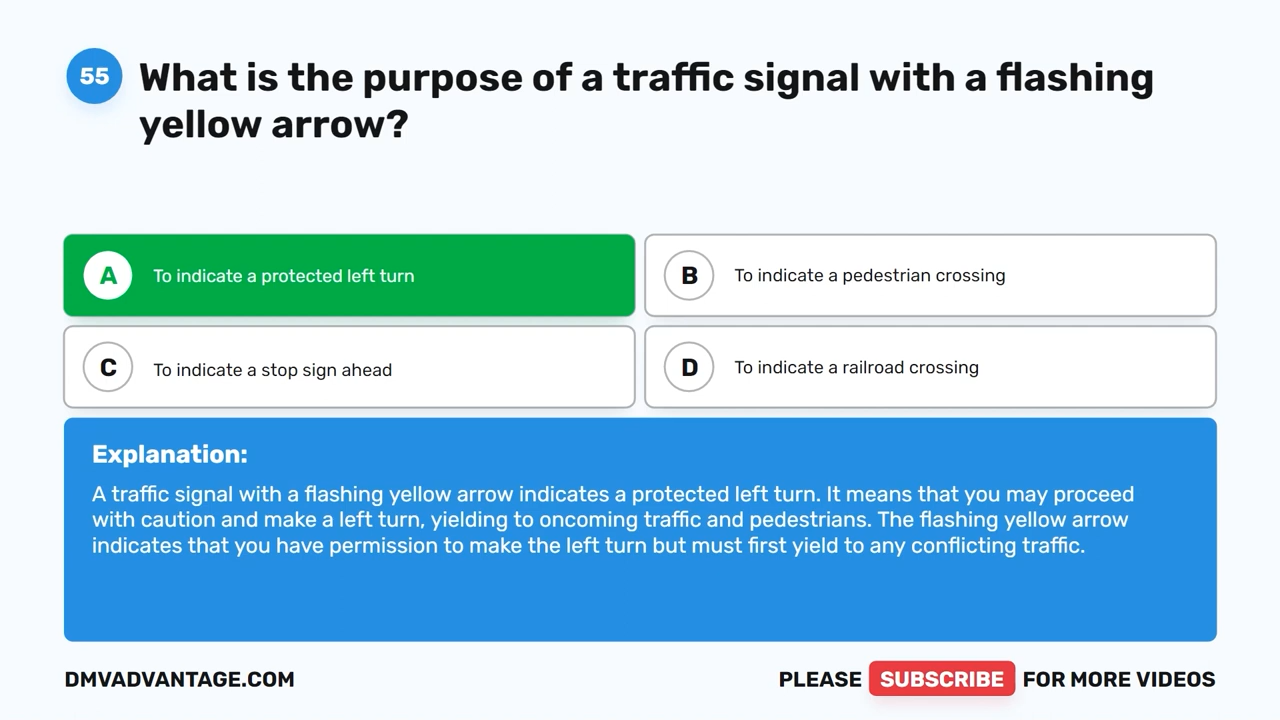 55
What is the purpose of a traffic signal with a flashing
yellow arrow?
A To indicate a protected left turn
B To indicate a pedestrian crossing
C To indicate a stop sign ahead
D To indicate a railroad crossing
Explanation:
A traffic signal with a flashing yellow arrow indicates a protected left turn. It means that you may proceed
with caution and make a left turn, yielding to oncoming traffic and pedestrians. The flashing yellow arrow
indicates that you have permission to make the left turn but must first yield to any conflicting traffic.
DMVADVANTAGE.COM
PLEASE SUBSCRIBE FOR MORE VIDEOS